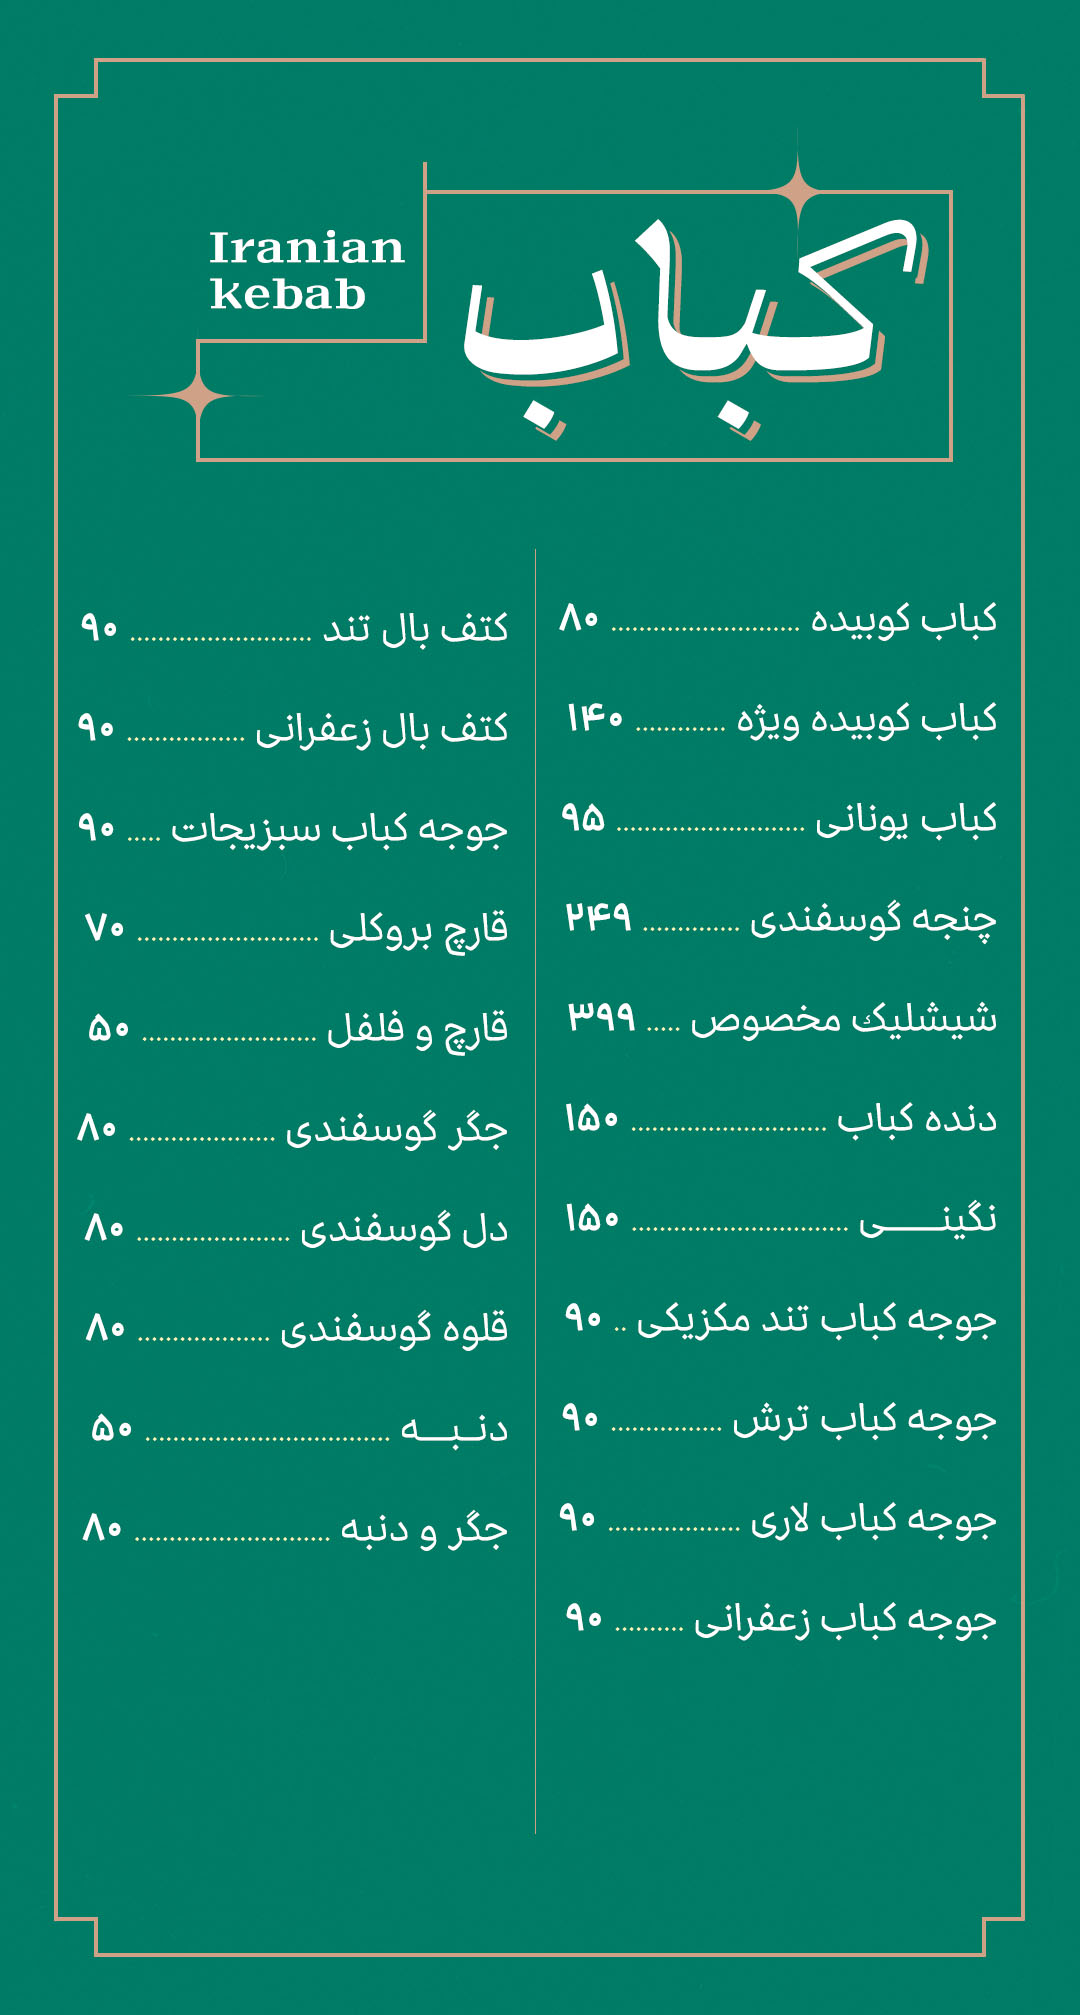 کباب
Iranian
kebab
کباب کوبیده ........................... ۸۰
کباب کوبیده ویژه ............. ۱۴۰
کباب یونانی ........................... ۹۵
چنجه گوسفندی .............. ۲۴۹
شیشلیک مخصوص ..... ۳۹۹
دنده کباب ............................ ۱۵۰
نگینــــــی ............................... ۱۵۰
جوجه کباب تند مکزیکی .. ۹۰
جوجه کباب ترش ................ ۹۰
جوجه کباب لاری ................... ۹۰
جوجه کباب زعفرانی .......... ۹۰
کتف بال تند .......................... ۹۰
کتف بال زعفرانی ................. ۹۰
جوجه کباب سبزیجات ..... ۹۰
قارچ بروکلی .......................... ۷۰
قارچ و فلفل ......................... ۵۰
جگر گوسفندی ..................... ۸۰
دل گوسفندی ...................... ۸۰
قلوه گوسفندی ................... ۸۰
دنـبـــه ................................... ۵۰
جگر و دنبه ............................ ۸۰